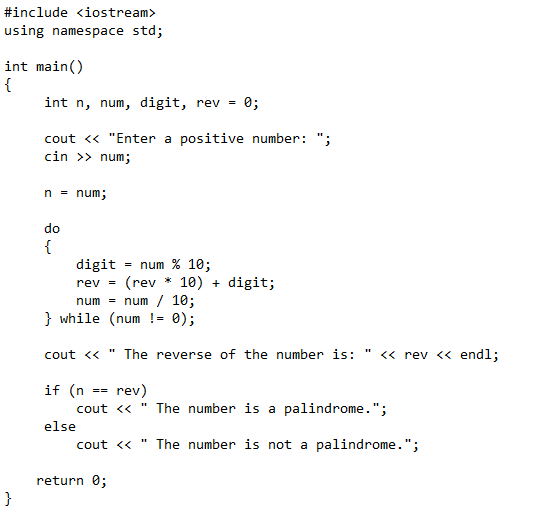 #include <iostream>
using namespace std;

int main()
{
     int n, num, digit, rev = 0;

     cout << "Enter a positive number: ";
     cin >> num;

     n = num;

     do
     {
         digit = num % 10;
         rev = (rev * 10) + digit;
         num = num / 10;
     } while (num != 0);

     cout << " The reverse of the number is: " << rev << endl;

     if (n == rev)
         cout << " The number is a palindrome.";
     else
         cout << " The number is not a palindrome.";

    return 0;
}